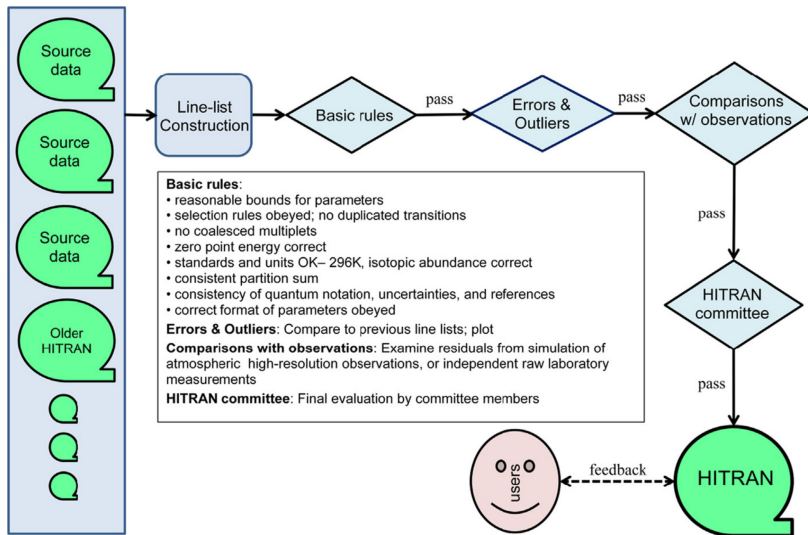 Source
data
Source
data
Source
data
Older
HITRAN
Line-list
Construction
Basic rules
pass
Errors &
Outliers
pass
Comparisons
w/ observations
pass
HITRAN
committee
pass
HITRAN
feedback
users
Basic rules:
• reasonable bounds for parameters
• selection rules obeyed; no duplicated transitions
• no coalesced multiplets
• zero point energy correct
• standards and units OK– 296K, isotopic abundance correct
• consistent partition sum
• consistency of quantum notation, uncertainties, and references
• correct format of parameters obeyed
Errors & Outliers: Compare to previous line lists; plot
Comparisons with observations: Examine residuals from simulation of
atmospheric high-resolution observations, or independent raw laboratory
measurements
HITRAN committee: Final evaluation by committee members